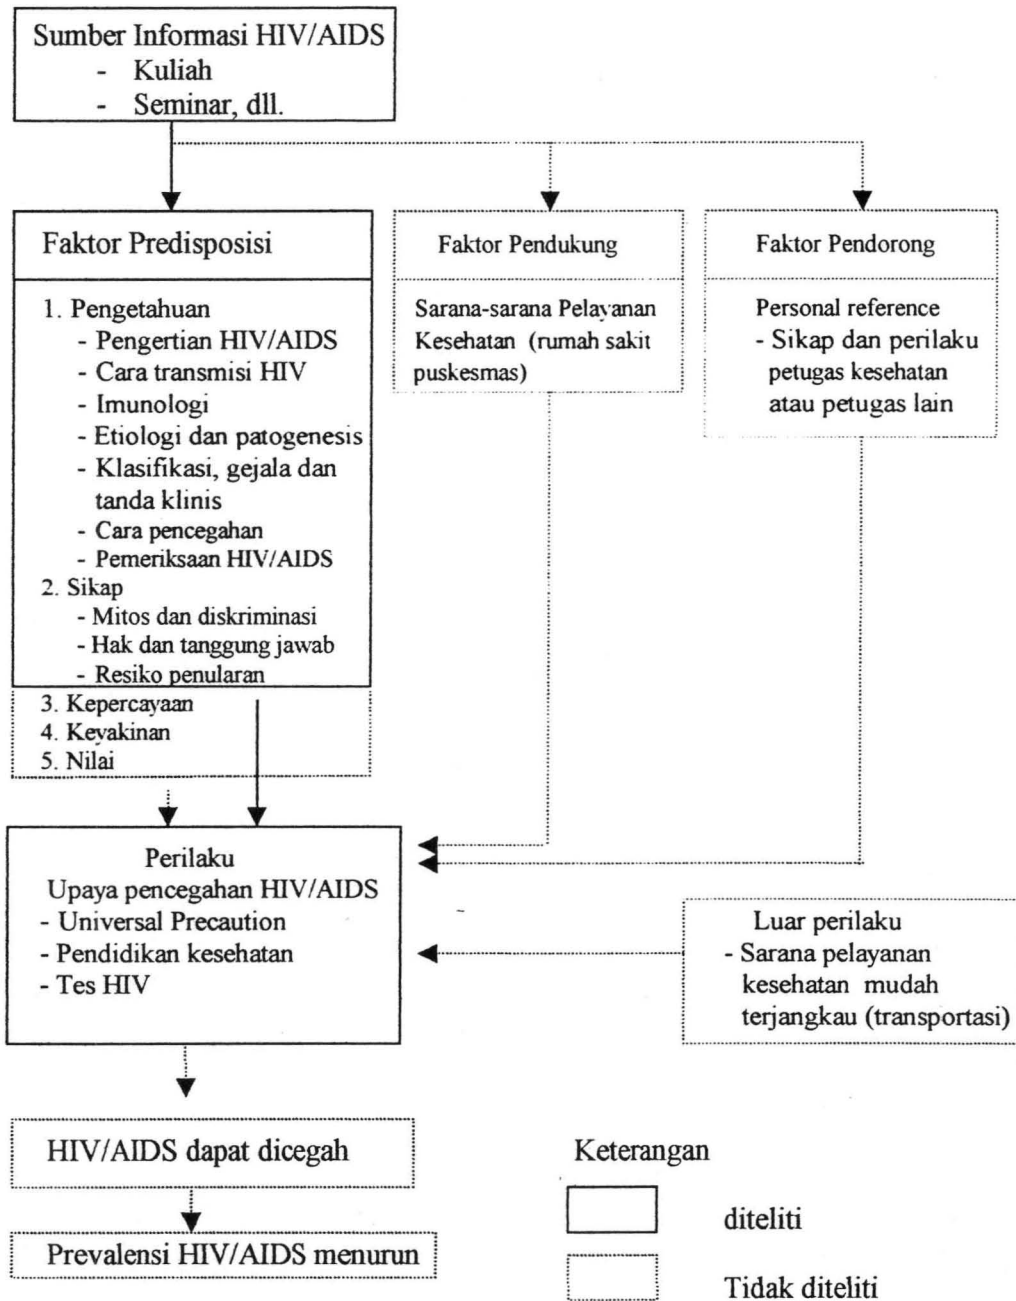 Sumber Informasi HIV/AIDS
- Kuliah
- Seminar, dll.
Faktor Predisposisi
1. Pengetahuan
- Pengertian HIV/AIDS
- Cara transmisi HIV
- Imunologi
- Etiologi dan patogenesis
- Klasifikasi, gejala dan
tanda klinis
- Cara pencegahan
- Pemeriksaan HIV/AIDS
2. Sikap
- Mitos dan diskriminasi
- Hak dan tanggung jawab
- Resiko penularan
3. Kepercayaan
4. Keyakinan
5. Nilai
Faktor Pendukung
Sarana-sarana Pelayanan
Kesehatan (rumah sakit
puskesmas)
Faktor Pendorong
Personal reference
- Sikap dan perilaku
petugas kesehatan
atau petugas lain
Perilaku
Upaya pencegahan HIV/AIDS
- Universal Precaution
- Pendidikan kesehatan
- Tes HIV
Luar perilaku
- Sarana pelayanan
kesehatan mudah
terjangkau (transportasi)
HIV/AIDS dapat dicegah
Prevalensi HIV/AIDS menurun
Keterangan
diteliti
Tidak diteliti